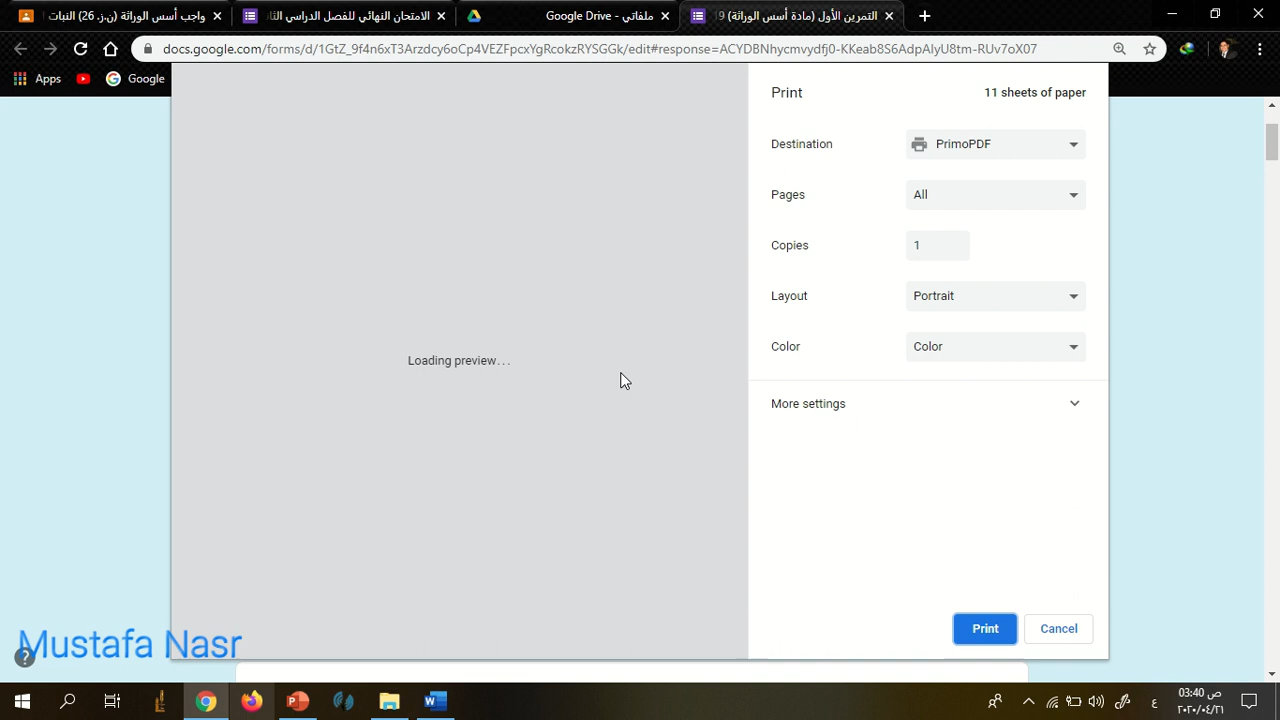 واجب أسس الوراثة (ن.ز. 26) النبات
الامتحان النهائي للفصل الدراسي الثا
ملفاتي - Google Drive
التمرين الأول (مادة أسس الوراثة) 9
docs.google.com/forms/d/1GtZ_9f4n6xT3Arzdcy6oCp4VEZFpcxYgRcokzRYSGGk/edit#response=ACYDBNhycmvydfj0-KKeab8S6AdpAlyU8tm-RUv7oX07
Apps
Google
Print
11 sheets of paper
Destination
PrimoPDF
Pages
All
Copies
1
Layout
Portrait
Color
Color
Loading preview...
More settings
Print
Cancel
Mustafa Nasr
ع
03:40 ص
٢٠٢٠/٠٤/٢١